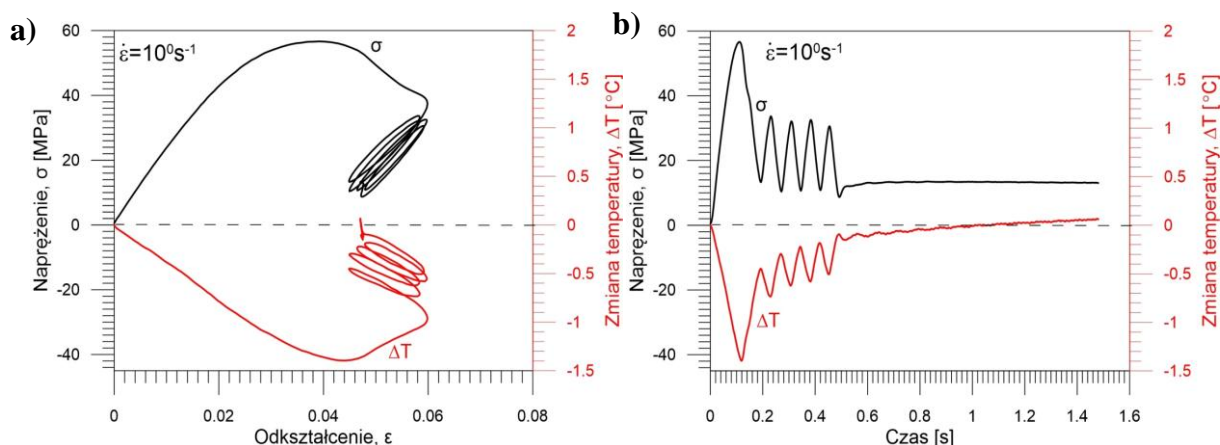 a)
ε̇=10⁰s⁻¹
σ
ΔT
Naprężenie, σ [MPa]
60
40
20
0
-20
-40
Zmiana temperatury, ΔT [°C]
2
1.5
1
0.5
0
-0.5
-1
-1.5
0 0.02 0.04 0.06 0.08
Odkształcenie, ε
b)
ε̇=10⁰s⁻¹
σ
ΔT
Naprężenie, σ [MPa]
60
40
20
0
-20
-40
Zmiana temperatury, ΔT [°C]
2
1.5
1
0.5
0
-0.5
-1
-1.5
0 0.2 0.4 0.6 0.8 1 1.2 1.4 1.6
Czas [s]